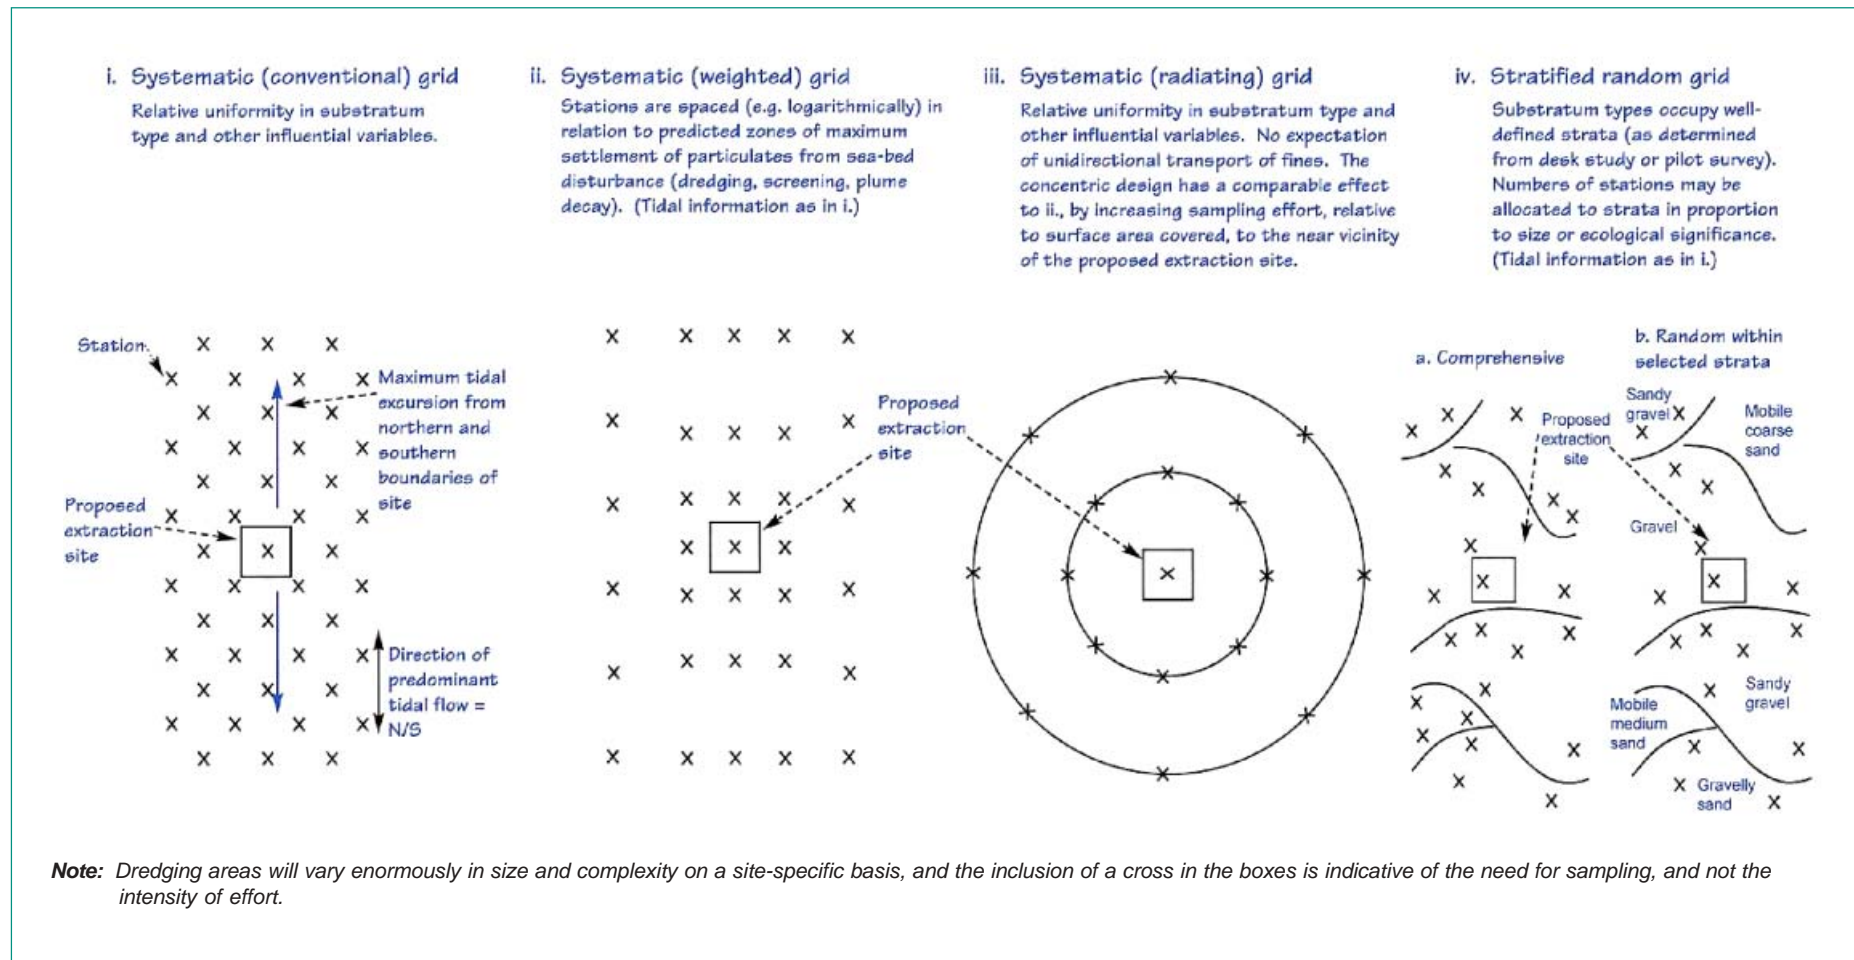 i. Systematic (conventional) grid
Relative uniformity in substratum
type and other influential variables.
ii. Systematic (weighted) grid
Stations are spaced (e.g. logarithmically) in
relation to predicted zones of maximum
settlement of particulates from sea-bed
disturbance (dredging, screening, plume
decay). (Tidal information as in i.)
iii. Systematic (radiating) grid
Relative uniformity in substratum type and
other influential variables. No expectation
of unidirectional transport of fines. The
concentric design has a comparable effect
to ii., by increasing sampling effort, relative
to surface area covered, to the near vicinity
of the proposed extraction site.
iv. Stratified random grid
Substratum types occupy well-
defined strata (as determined
from desk study or pilot survey).
Numbers of stations may be
allocated to strata in proportion
to size or ecological significance.
(Tidal information as in i.)
Station
Maximum tidal
excursion from
northern and
southern
boundaries of
site
Proposed
extraction
site
Direction of
predominant
tidal flow =
N/S
Proposed
extraction
site
a. Comprehensive
b. Random within
selected strata
Proposed
extraction
site
Sandy
gravel
Mobile
coarse
sand
Gravel
Mobile
medium
sand
Sandy
gravel
Gravelly
sand
Note: Dredging areas will vary enormously in size and complexity on a site-specific basis, and the inclusion of a cross in the boxes is indicative of the need for sampling, and not the
intensity of effort.